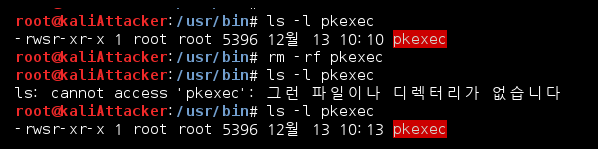 root@kaliAttacker:/usr/bin# ls -l pkexec
-rwsr-xr-x 1 root root 5396 12월 13 10:10 pkexec
root@kaliAttacker:/usr/bin# rm -rf pkexec
root@kaliAttacker:/usr/bin# ls -l pkexec
ls: cannot access 'pkexec': 그런 파일이나 디렉터리가 없습니다
root@kaliAttacker:/usr/bin# ls -l pkexec
-rwsr-xr-x 1 root root 5396 12월 13 10:13 pkexec